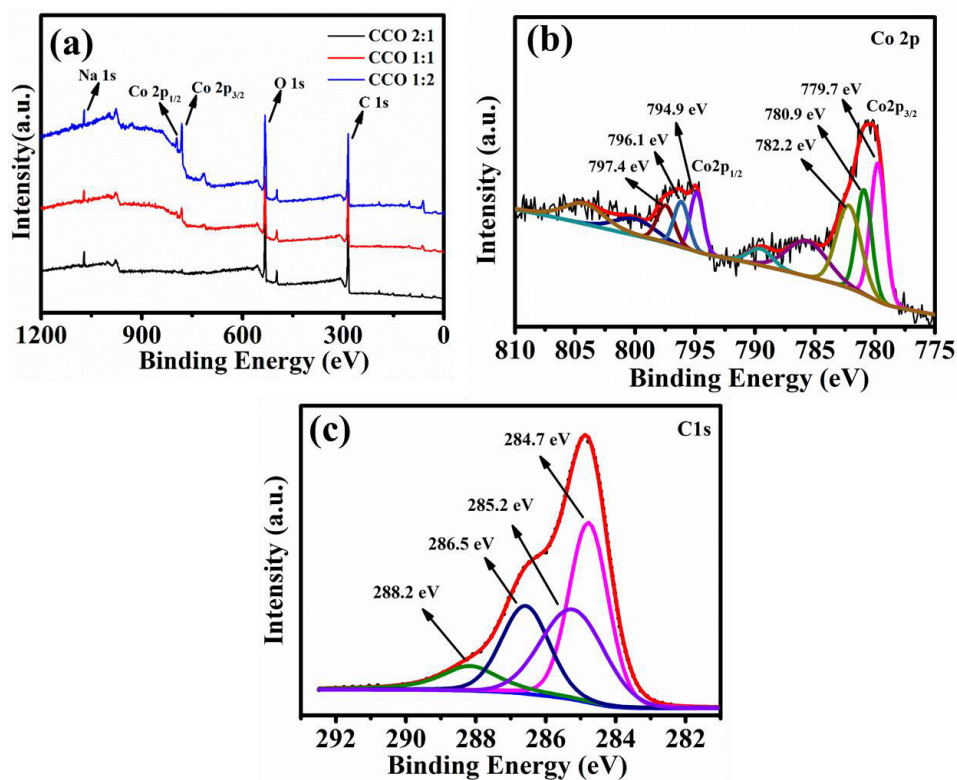 (a)
CCO 2:1
CCO 1:1
CCO 1:2
Na 1s
Co 2p1/2
Co 2p3/2
O 1s
C 1s
Intensity(a.u.)
1200 900 600 300 0
Binding Energy (eV)
(b)
Co 2p
779.7 eV
780.9 eV
782.2 eV
Co2p3/2
794.9 eV
796.1 eV
797.4 eV
Co2p1/2
Intensity (a.u.)
810 805 800 795 790 785 780 775
Binding Energy (eV)
(c)
C1s
284.7 eV
285.2 eV
286.5 eV
288.2 eV
Intensity (a.u.)
292 290 288 286 284 282
Binding Energy (eV)